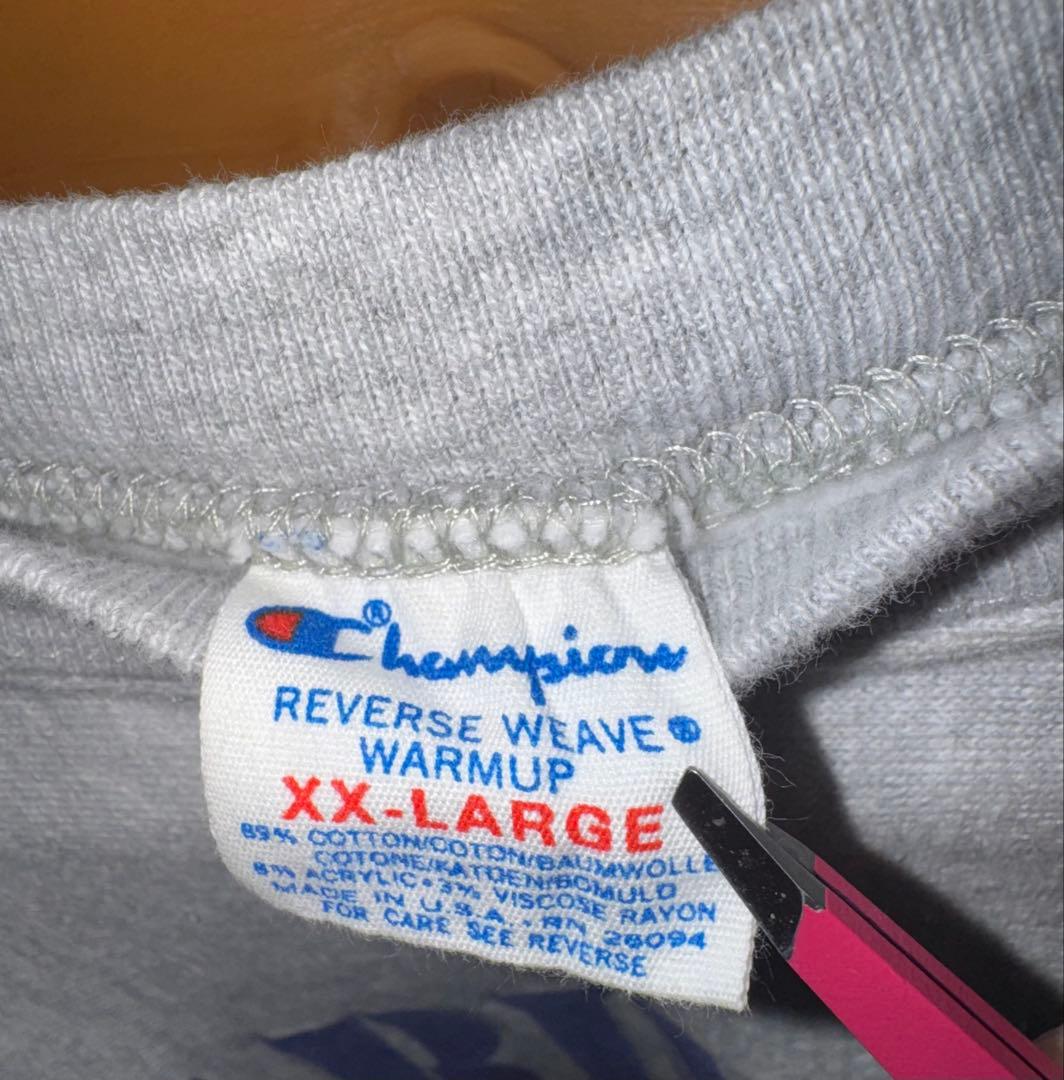 Champion®
REVERSE WEAVE®
WARMUP
XX-LARGE
89% COTTON/COTON/BAUMWOLLE
COTONE/KATOEN/BOMULD
8% ACRYLIC • 3% VISCOSE RAYON
MADE IN U.S.A. • RN 26094
FOR CARE SEE REVERSE